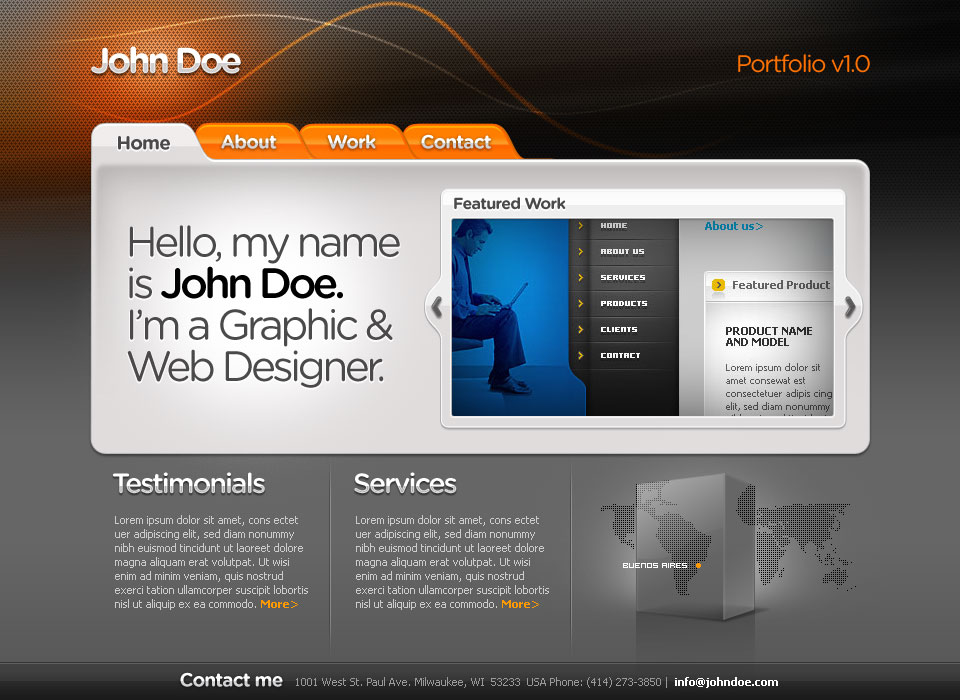 John Doe
Portfolio v1.0
Home
About
Work
Contact
Hello, my name
is John Doe.
I'm a Graphic &
Web Designer.
Featured Work
HOME
ABOUT US
SERVICES
PRODUCTS
CLIENTS
CONTACT
About us>
Featured Product
PRODUCT NAME
AND MODEL
Lorem ipsum dolor sit
amet consewat est
consectetuer adipis cing
elit, sed diam nonummy
Testimonials
Lorem ipsum dolor sit amet, cons ectet
uer adipiscing elit, sed diam nonummy
nibh euismod tincidunt ut laoreet dolore
magna aliquam erat volutpat. Ut wisi
enim ad minim veniam, quis nostrud
exerci tation ullamcorper suscipit lobortis
nisl ut aliquip ex ea commodo. More>
Services
Lorem ipsum dolor sit amet, cons ectet
uer adipiscing elit, sed diam nonummy
nibh euismod tincidunt ut laoreet dolore
magna aliquam erat volutpat. Ut wisi
enim ad minim veniam, quis nostrud
exerci tation ullamcorper suscipit lobortis
nisl ut aliquip ex ea commodo. More>
BUENOS AIRES
Contact me 1001 West St. Paul Ave. Milwaukee, WI 53233 USA Phone: (414) 273-3850 | info@johndoe.com